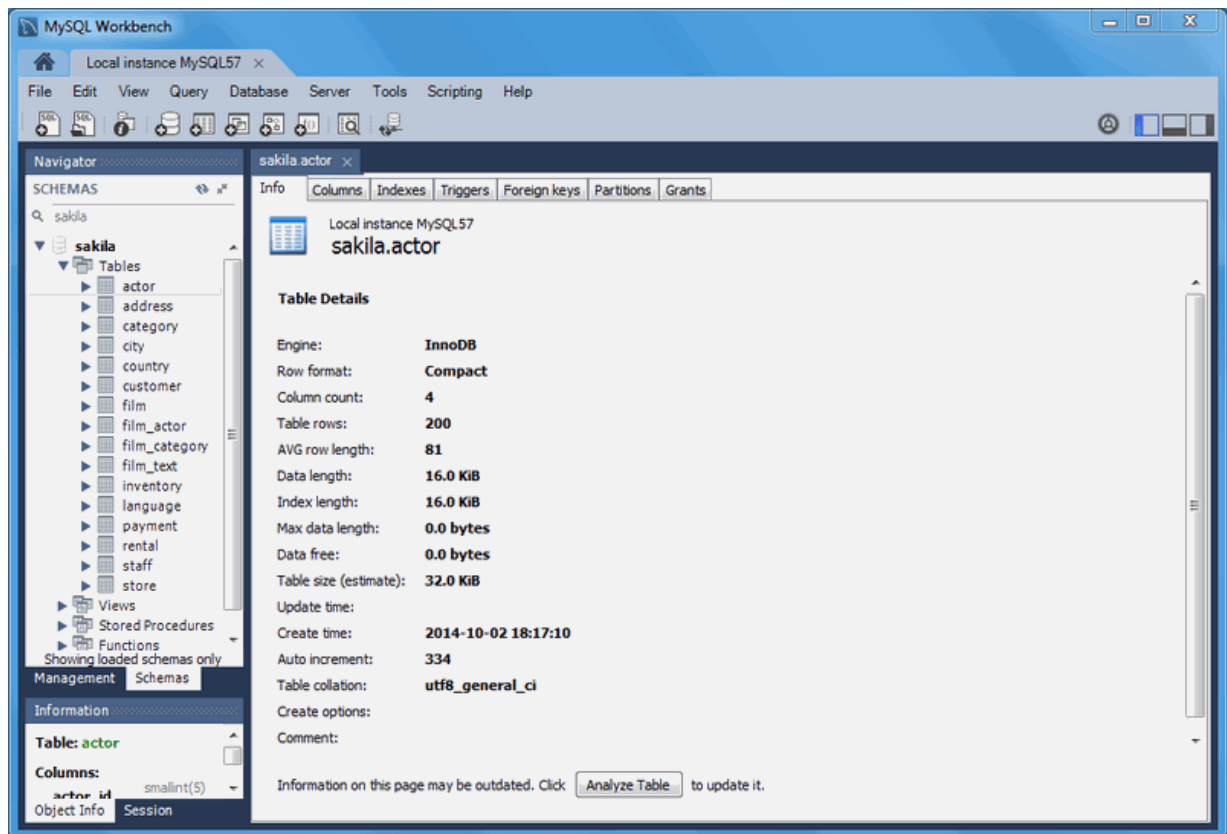 MySQL Workbench
Local instance MySQL57
File Edit View Query Database Server Tools Scripting Help
Navigator
SCHEMAS
sakila
sakila
Tables
actor
address
category
city
country
customer
film
film_actor
film_category
film_text
inventory
language
payment
rental
staff
store
Views
Stored Procedures
Functions
Showing loaded schemas only
Management Schemas
Information
Table: actor
Columns:
actor_id smalint(5)
Object Info Session
sakila.actor
Info Columns Indexes Triggers Foreign keys Partitions Grants
Local instance MySQL57
sakila.actor
Table Details
Engine: InnoDB
Row format: Compact
Column count: 4
Table rows: 200
AVG row length: 81
Data length: 16.0 KiB
Index length: 16.0 KiB
Max data length: 0.0 bytes
Data free: 0.0 bytes
Table size (estimate): 32.0 KiB
Update time:
Create time: 2014-10-02 18:17:10
Auto increment: 334
Table collation: utf8_general_ci
Create options:
Comment:
Information on this page may be outdated. Click Analyze Table to update it.